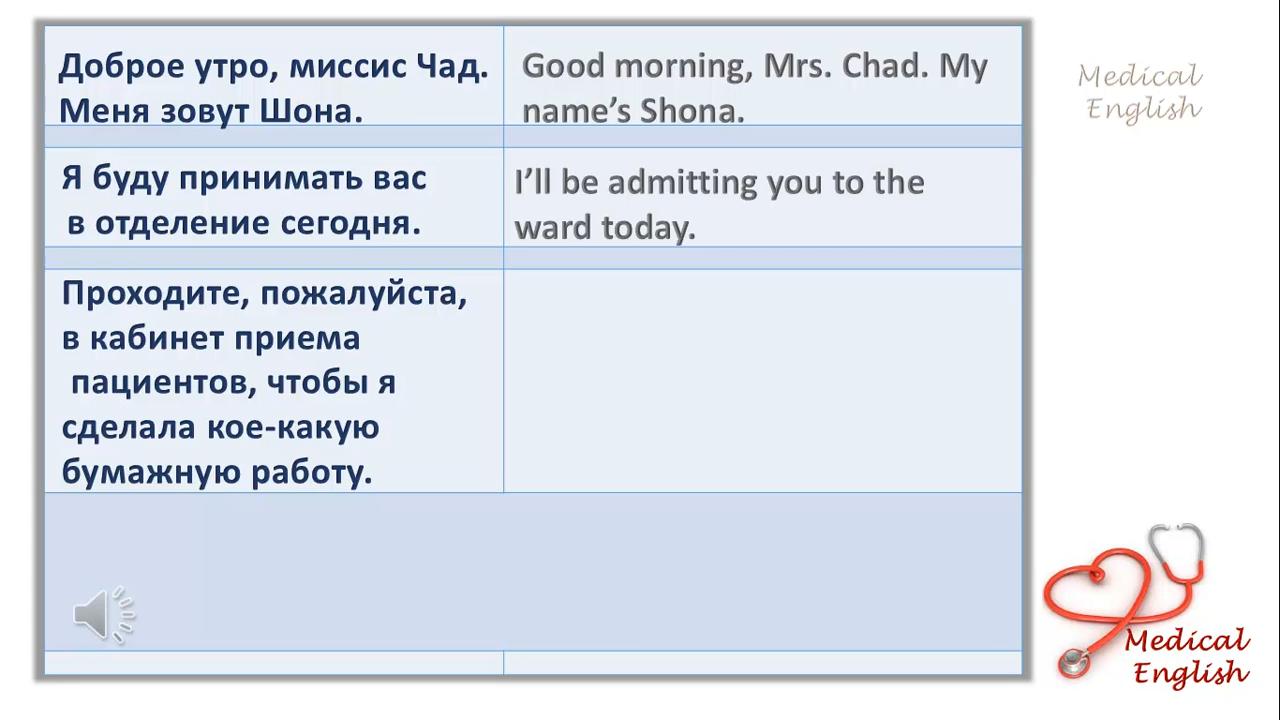 Доброе утро, миссис Чад.
Меня зовут Шона.
Good morning, Mrs. Chad. My
name’s Shona.
Я буду принимать вас
в отделение сегодня.
I’ll be admitting you to the
ward today.
Проходите, пожалуйста,
в кабинет приема
пациентов, чтобы я
сделала кое-какую
бумажную работу.
Medical
English
Medical
English